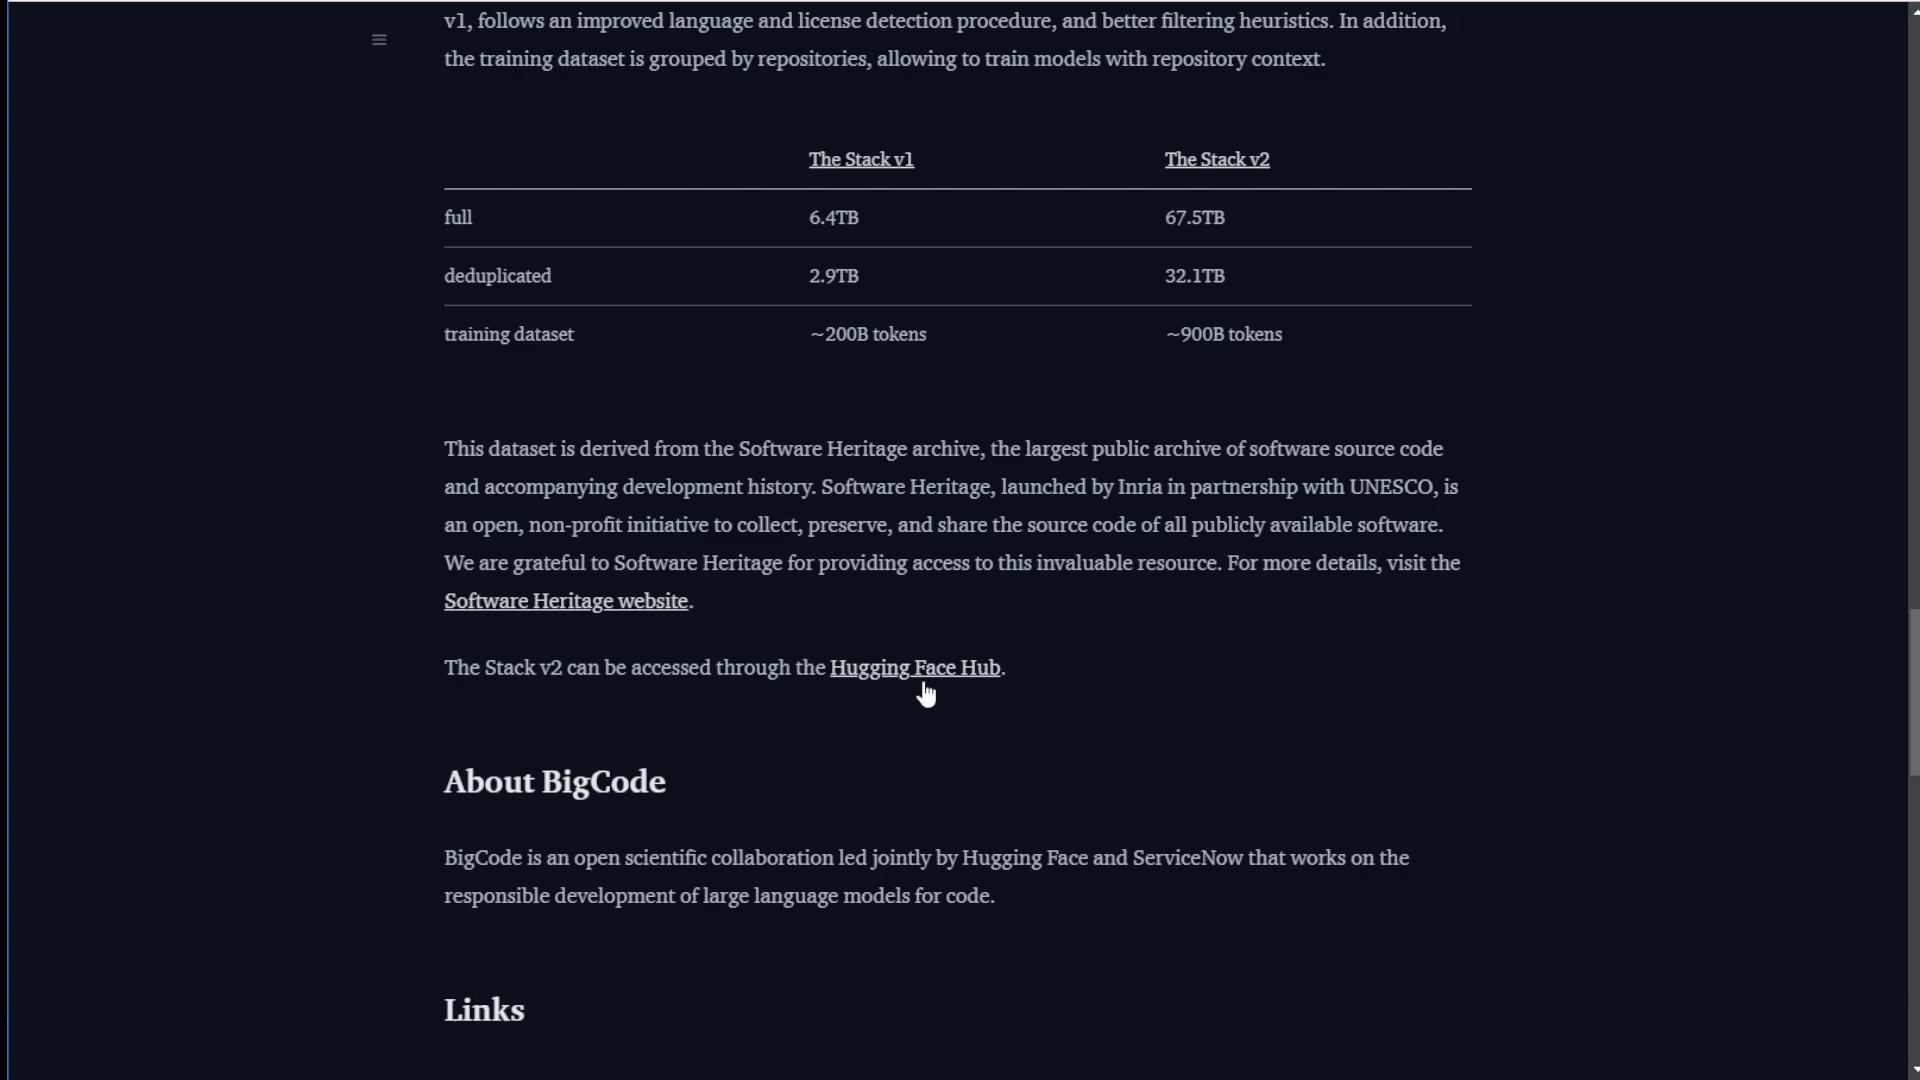 v1, follows an improved language and license detection procedure, and better filtering heuristics. In addition,
the training dataset is grouped by repositories, allowing to train models with repository context.
The Stack v1 The Stack v2
full 6.4TB 67.5TB
deduplicated 2.9TB 32.1TB
training dataset ~200B tokens ~900B tokens
This dataset is derived from the Software Heritage archive, the largest public archive of software source code
and accompanying development history. Software Heritage, launched by Inria in partnership with UNESCO, is
an open, non-profit initiative to collect, preserve, and share the source code of all publicly available software.
We are grateful to Software Heritage for providing access to this invaluable resource. For more details, visit the
Software Heritage website.
The Stack v2 can be accessed through the Hugging Face Hub.
About BigCode
BigCode is an open scientific collaboration led jointly by Hugging Face and ServiceNow that works on the
responsible development of large language models for code.
Links